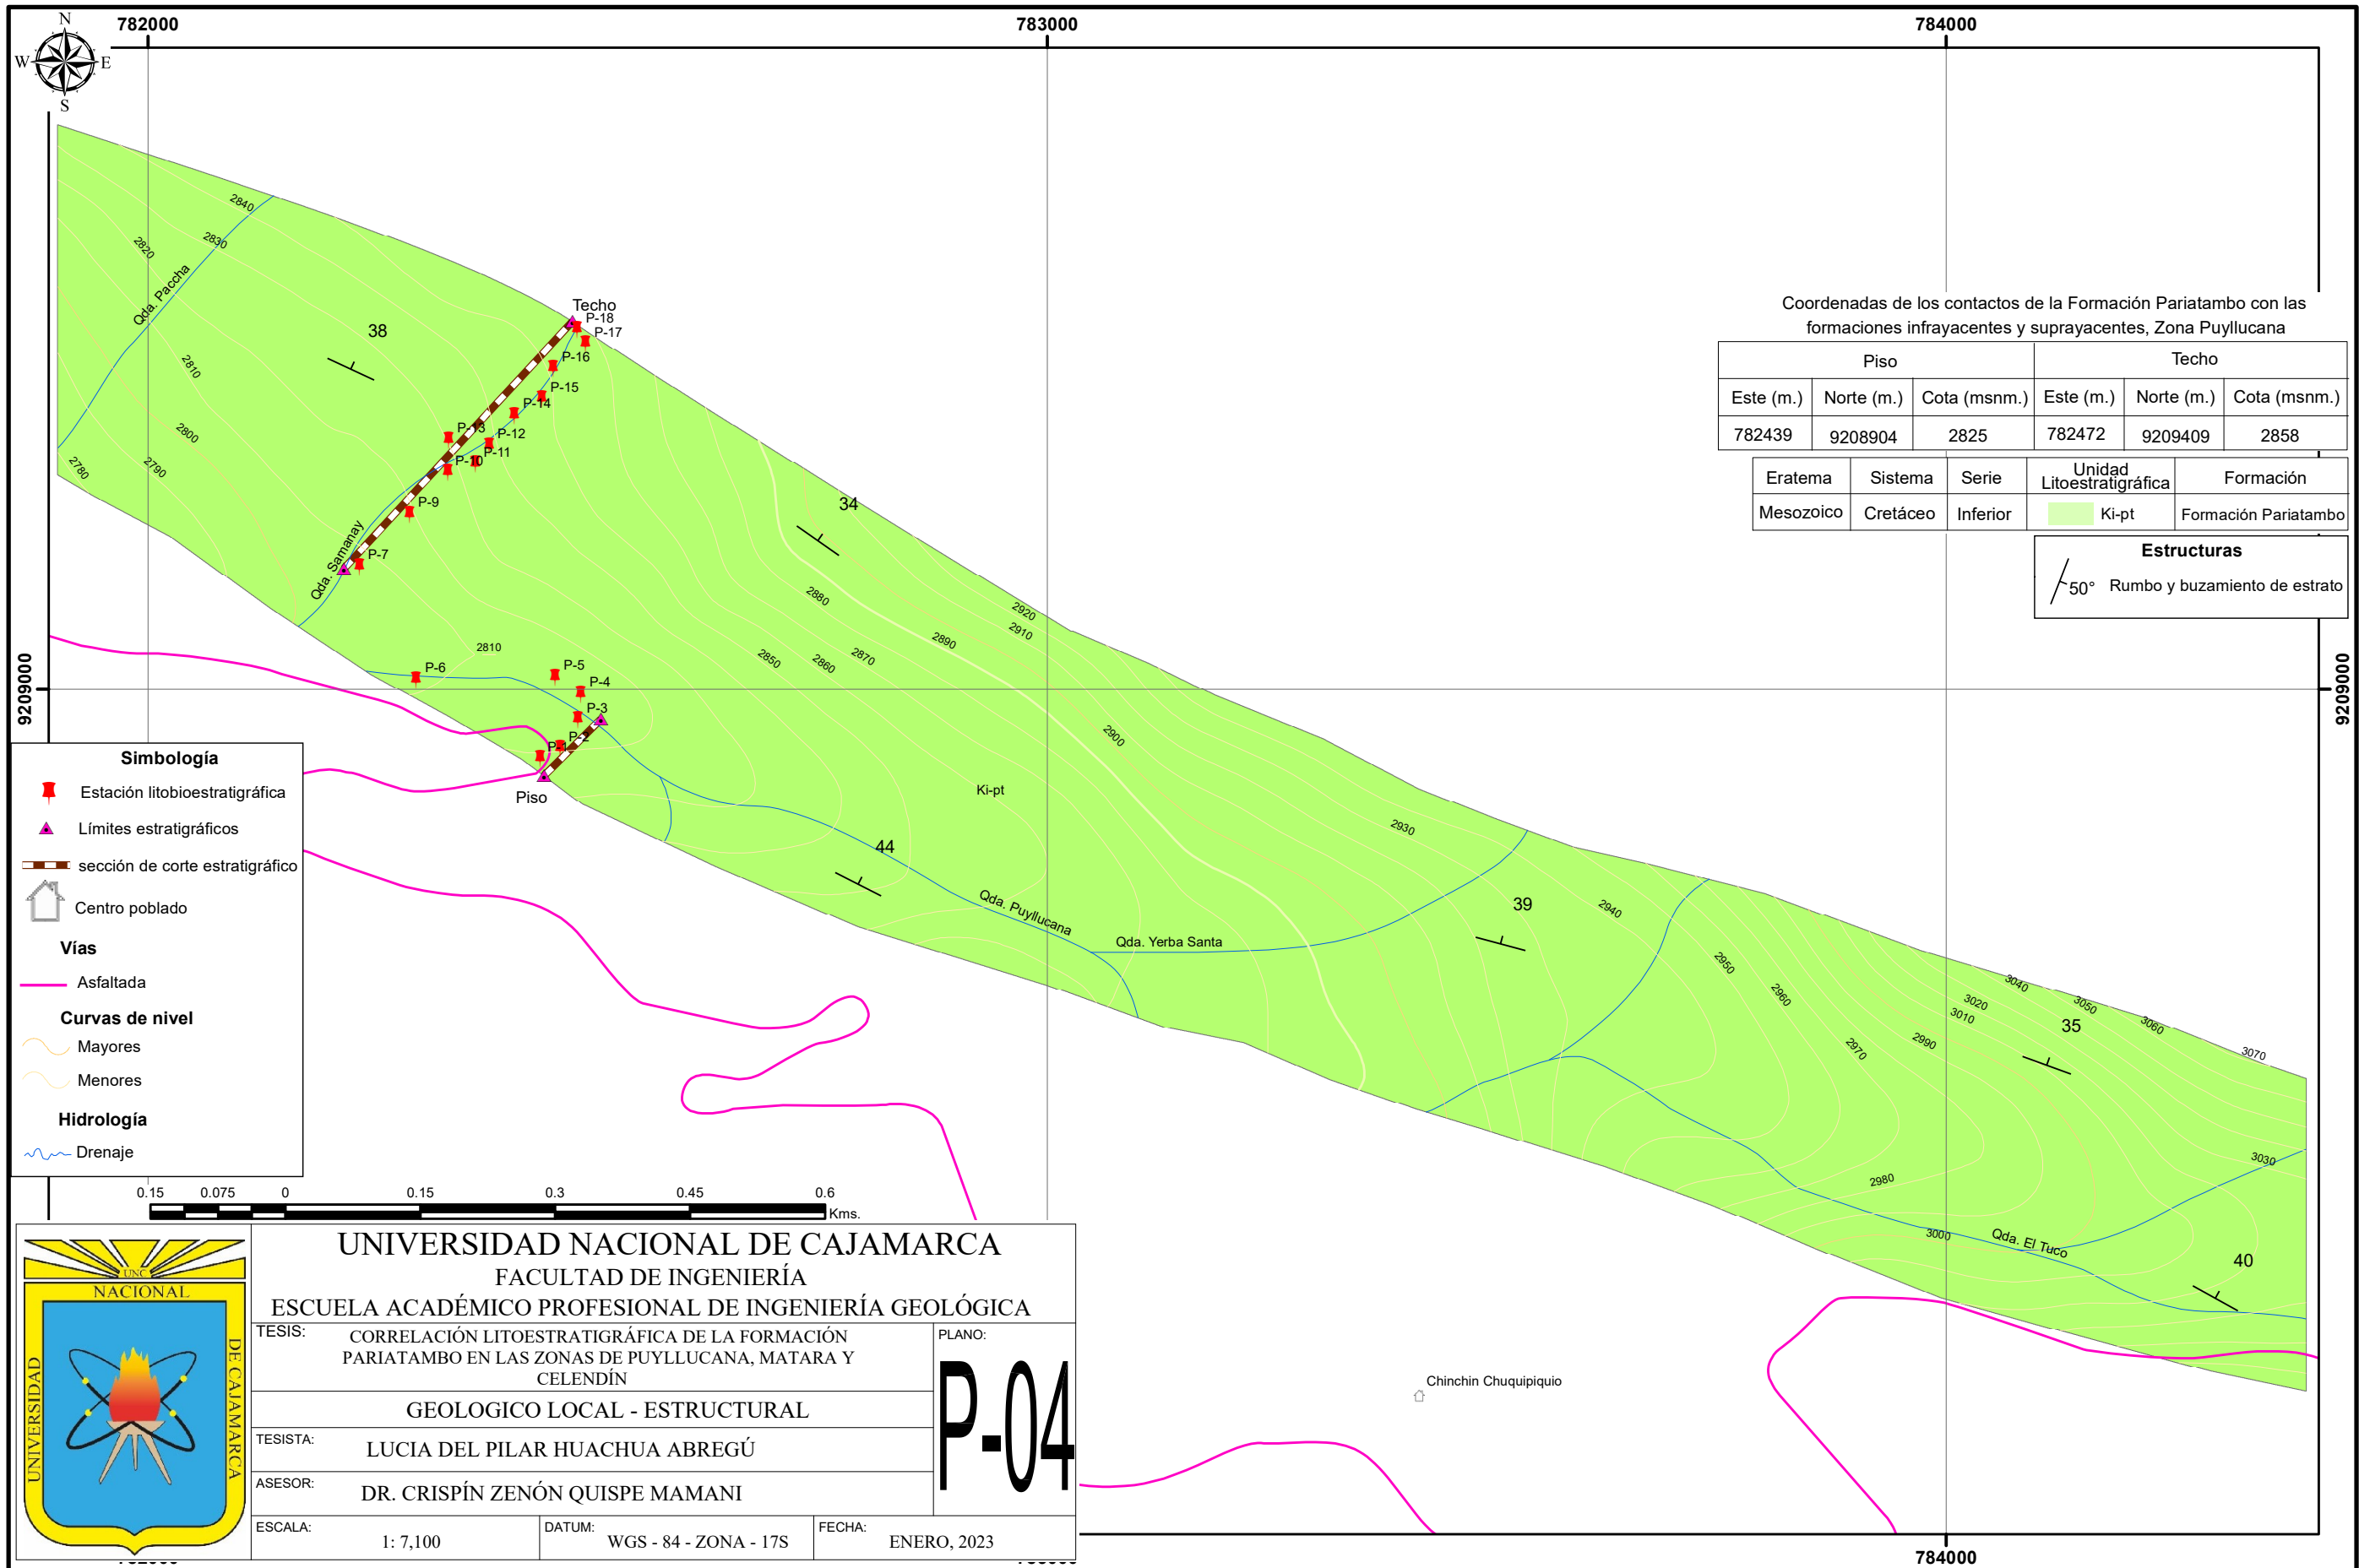 782000
783000
784000
N
W
E
S
2840
2830
2820
Qda. Paccha
2810
2800
2790
2780
38
Techo
P-18
P-17
P-16
P-15
P-14
P-13
P-12
P-11
P-10
P-9
P-7
Qda. Samanay
34
2880
2920
2910
2890
2870
2860
2850
2810
P-6
P-5
P-4
P-3
P-2
P-1
Piso
2900
Ki-pt
44
2930
Qda. Puyllucana
Qda. Yerba Santa
39
2940
2950
2960
2970
2990
3010
3020
3040
3050
3060
3070
35
3030
2980
3000
Qda. El Tuco
40
Chinchin Chuquipiquio
9209000
9209000
Coordenadas de los contactos de la Formación Pariatambo con las
formaciones infrayacentes y suprayacentes, Zona Puyllucana
Piso Techo
Este (m.) Norte (m.) Cota (msnm.) Este (m.) Norte (m.) Cota (msnm.)
782439 9208904 2825 782472 9209409 2858
Eratema Sistema Serie Unidad Litoestratigráfica Formación
Mesozoico Cretáceo Inferior Ki-pt Formación Pariatambo
Estructuras
50° Rumbo y buzamiento de estrato
Simbología
Estación litobioestratigráfica
Límites estratigráficos
sección de corte estratigráfico
Centro poblado
Vías
Asfaltada
Curvas de nivel
Mayores
Menores
Hidrología
Drenaje
0.15 0.075 0 0.15 0.3 0.45 0.6
Kms.
UNC
NACIONAL
UNIVERSIDAD
DE CAJAMARCA
UNIVERSIDAD NACIONAL DE CAJAMARCA
FACULTAD DE INGENIERÍA
ESCUELA ACADÉMICO PROFESIONAL DE INGENIERÍA GEOLÓGICA
TESIS: CORRELACIÓN LITOESTRATIGRÁFICA DE LA FORMACIÓN
PARIATAMBO EN LAS ZONAS DE PUYLLUCANA, MATARA Y
CELENDÍN
PLANO:
P-04
GEOLOGICO LOCAL - ESTRUCTURAL
TESISTA: LUCIA DEL PILAR HUACHUA ABREGÚ
ASESOR: DR. CRISPÍN ZENÓN QUISPE MAMANI
ESCALA: 1: 7,100
DATUM: WGS - 84 - ZONA - 17S
FECHA: ENERO, 2023
784000